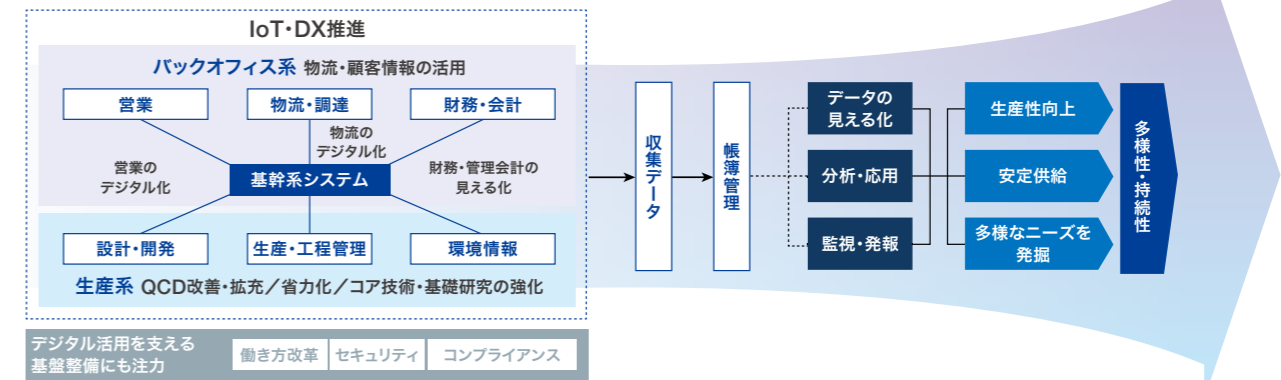 IoT・DX推進
バックオフィス系 物流・顧客情報の活用
営業
物流・調達
財務・会計
物流の
デジタル化
営業の
デジタル化
基幹系システム
財務・管理会計の
見える化
設計・開発
生産・工程管理
環境情報
生産系 QCD改善・拡充／省力化／コア技術・基礎研究の強化
デジタル活用を支える
基盤整備にも注力
働き方改革
セキュリティ
コンプライアンス
収集データ
帳簿管理
データの
見える化
分析・応用
監視・発報
生産性向上
安定供給
多様なニーズを
発掘
多様性・持続性